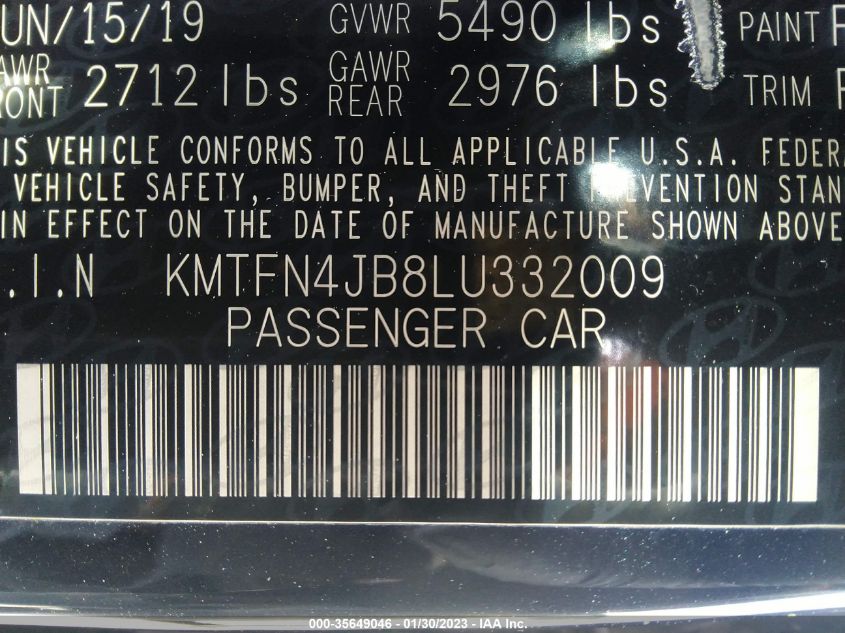 UN/15/19 GVWR 5490 lbs PAINT
AWR FRONT 2712 lbs GAWR REAR 2976 lbs TRIM
IS VEHICLE CONFORMS TO ALL APPLICABLE U.S.A. FEDERA
VEHICLE SAFETY, BUMPER, AND THEFT PREVENTION STAN
IN EFFECT ON THE DATE OF MANUFACTURE SHOWN ABOVE
.I.N KMTFN4JB8LU332009
PASSENGER CAR
000-35649046 - 01/30/2023 - IAA Inc.